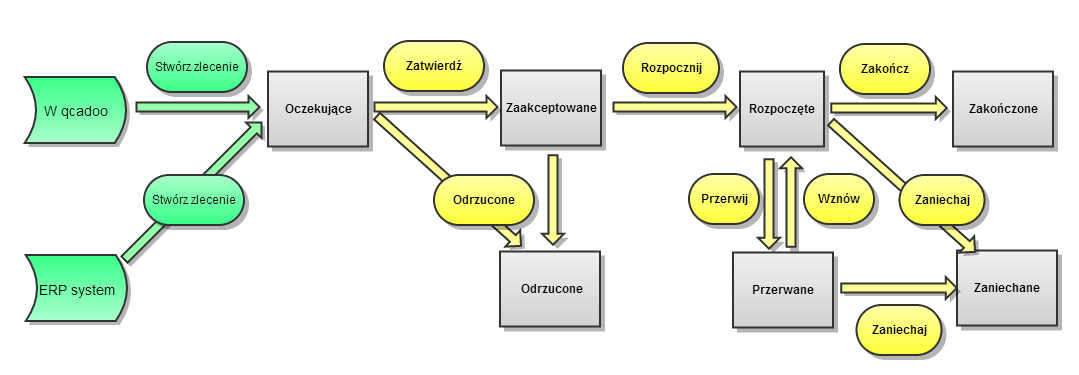 Stwórz zlecenie
Zatwierdź
Rozpocznij
Zakończ
W qcadoo
Oczekujące
Zaakceptowane
Rozpoczęte
Zakończone
Stwórz zlecenie
Odrzucone
Przerwij
Wznów
Zaniechaj
ERP system
Odrzucone
Przerwane
Zaniechane
Zaniechaj